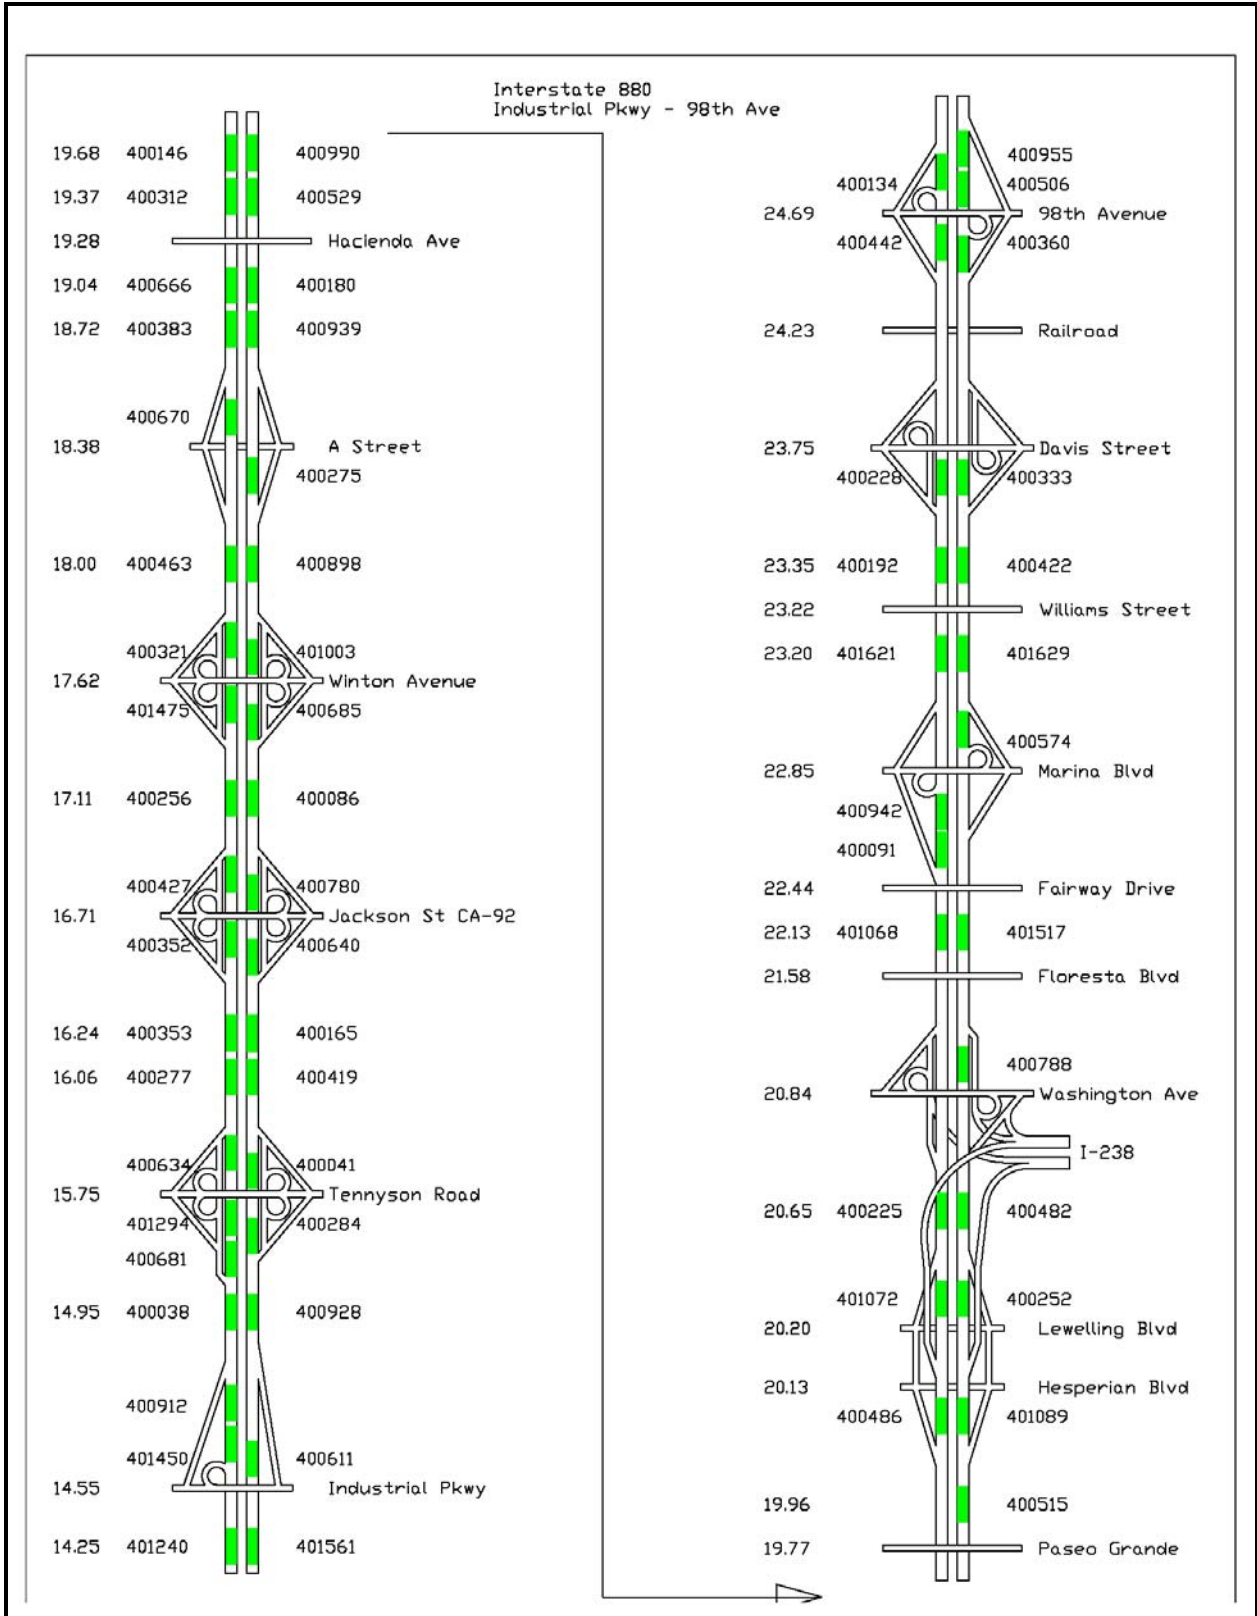 Interstate 880
Industrial Pkwy - 98th Ave
19.68 400146 400990
19.37 400312 400529
19.28 Hacienda Ave
19.04 400666 400180
18.72 400383 400939
400670
18.38 A Street
400275
18.00 400463 400898
400321 401003
17.62 Winton Avenue
401475 400685
17.11 400256 400086
400427 400780
16.71 Jackson St CA-92
400352 400640
16.24 400353 400165
16.06 400277 400419
400634 400041
15.75 Tennyson Road
401294 400284
400681
14.95 400038 400928
400912
401450 400611
14.55 Industrial Pkwy
14.25 401240 401561
400955
400134 400506
24.69 98th Avenue
400442 400360
24.23 Railroad
23.75 Davis Street
400228 400333
23.35 400192 400422
23.22 Williams Street
23.20 401621 401629
400574
22.85 Marina Blvd
400942
400091
22.44 Fairway Drive
22.13 401068 401517
21.58 Floresta Blvd
400788
20.84 Washington Ave
I-238
20.65 400225 400482
401072 400252
20.20 Lewelling Blvd
20.13 Hesperian Blvd
400486 401089
19.96 400515
19.77 Paseo Grande